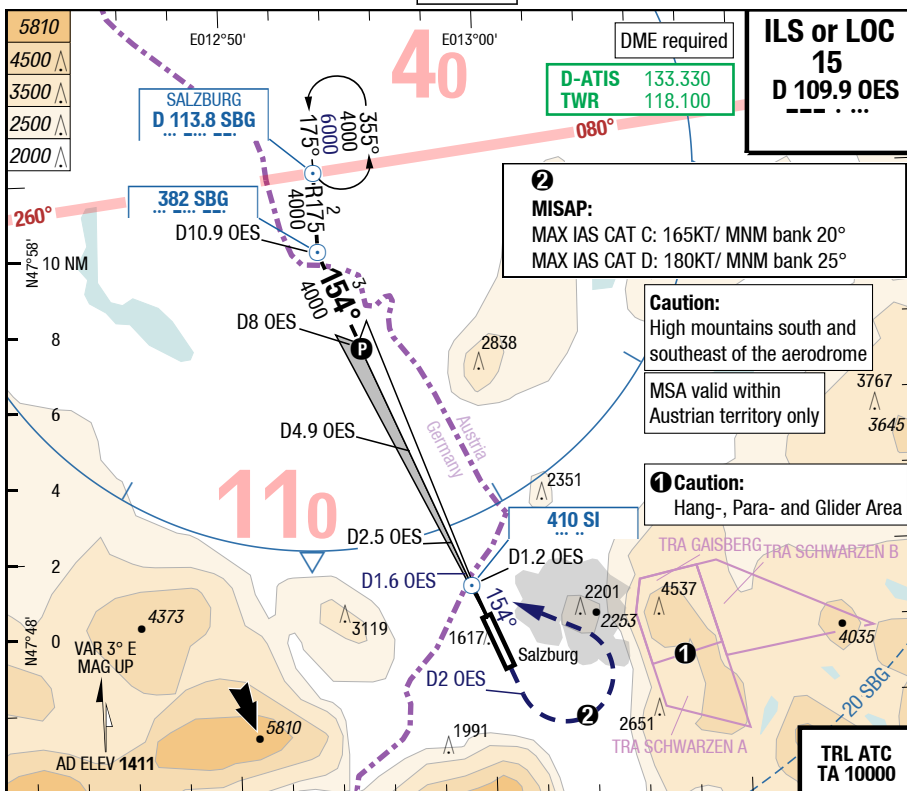 5810
4500
3500
2500
2000
E012°50'
E013°00'
40
DME required
D-ATIS 133.330
TWR 118.100
ILS or LOC
15
D 109.9 OES
SALZBURG
D 113.8 SBG
175°
6000
4000
355°
080°
260°
382 SBG
R175
2
4000
D10.9 OES
N47°58'
10 NM
154°
3
4000
2
MISAP:
MAX IAS CAT C: 165KT/ MNM bank 20°
MAX IAS CAT D: 180KT/ MNM bank 25°
Caution:
High mountains south and
southeast of the aerodrome
MSA valid within
Austrian territory only
D8 OES
P
8
2838
3767
3645
6
D4.9 OES
Austria
Germany
4
110
2351
1 Caution:
Hang-, Para- and Glider Area
410 SI
D2.5 OES
D1.2 OES
TRA GAISBERG
TRA SCHWARZEN B
2
D1.6 OES
154°
2201
2253
4537
4373
3119
4035
N47°48'
0
1617
Salzburg
1
VAR 3° E
MAG UP
D2 OES
2
2651
20 SBG
5810
1991
TRA SCHWARZEN A
AD ELEV 1411
TRL ATC
TA 10000